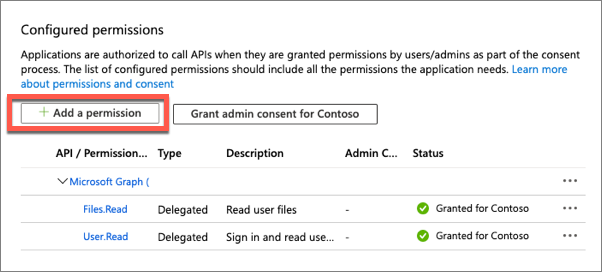 Configured permissions
Applications are authorized to call APIs when they are granted permissions by users/admins as part of the consent
process. The list of configured permissions should include all the permissions the application needs. Learn more
about permissions and consent
+ Add a permission Grant admin consent for Contoso
API / Permission... Type Description Admin C... Status
Microsoft Graph ( ...
Files.Read Delegated Read user files - Granted for Contoso ...
User.Read Delegated Sign in and read use... - Granted for Contoso ...